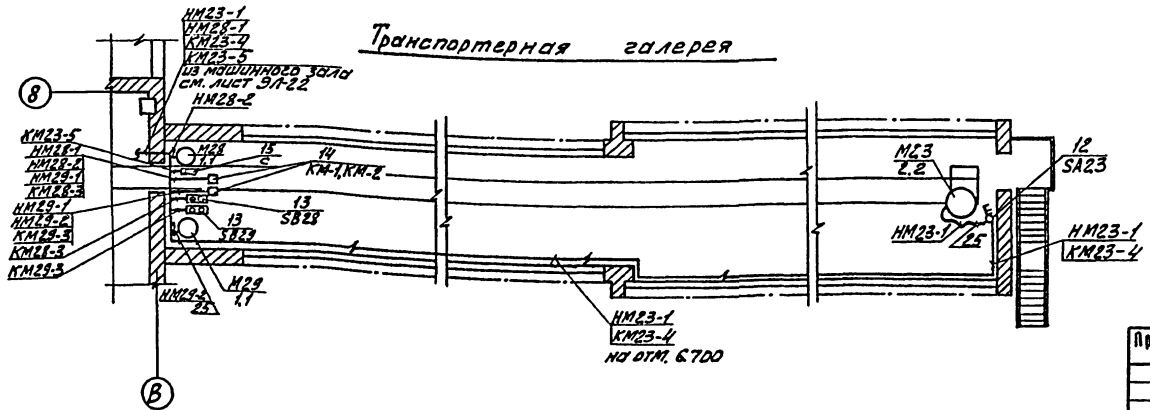 Транспортерная галерея
НМ23-1
НМ28-1
КМ23-4
КМ23-5
из машинного зала
см. лист ЭЛ-22
НМ28-2
8
КМ23-5
НМ28-1
НМ28-2
НМ29-1
КМ28-3
НМ29-1
НМ29-2
КМ29-3
КМ28-3
КМ29-3
М28
1,1
15
С
14
КМ-1, КМ-2
13
SB28
13
SB29
М29
1,1
НМ29-2
25
В
НМ23-1
КМ23-4
на отм. 6.700
М23
2.2
12
SA23
НМ23-1
25
НМ23-1
КМ23-4